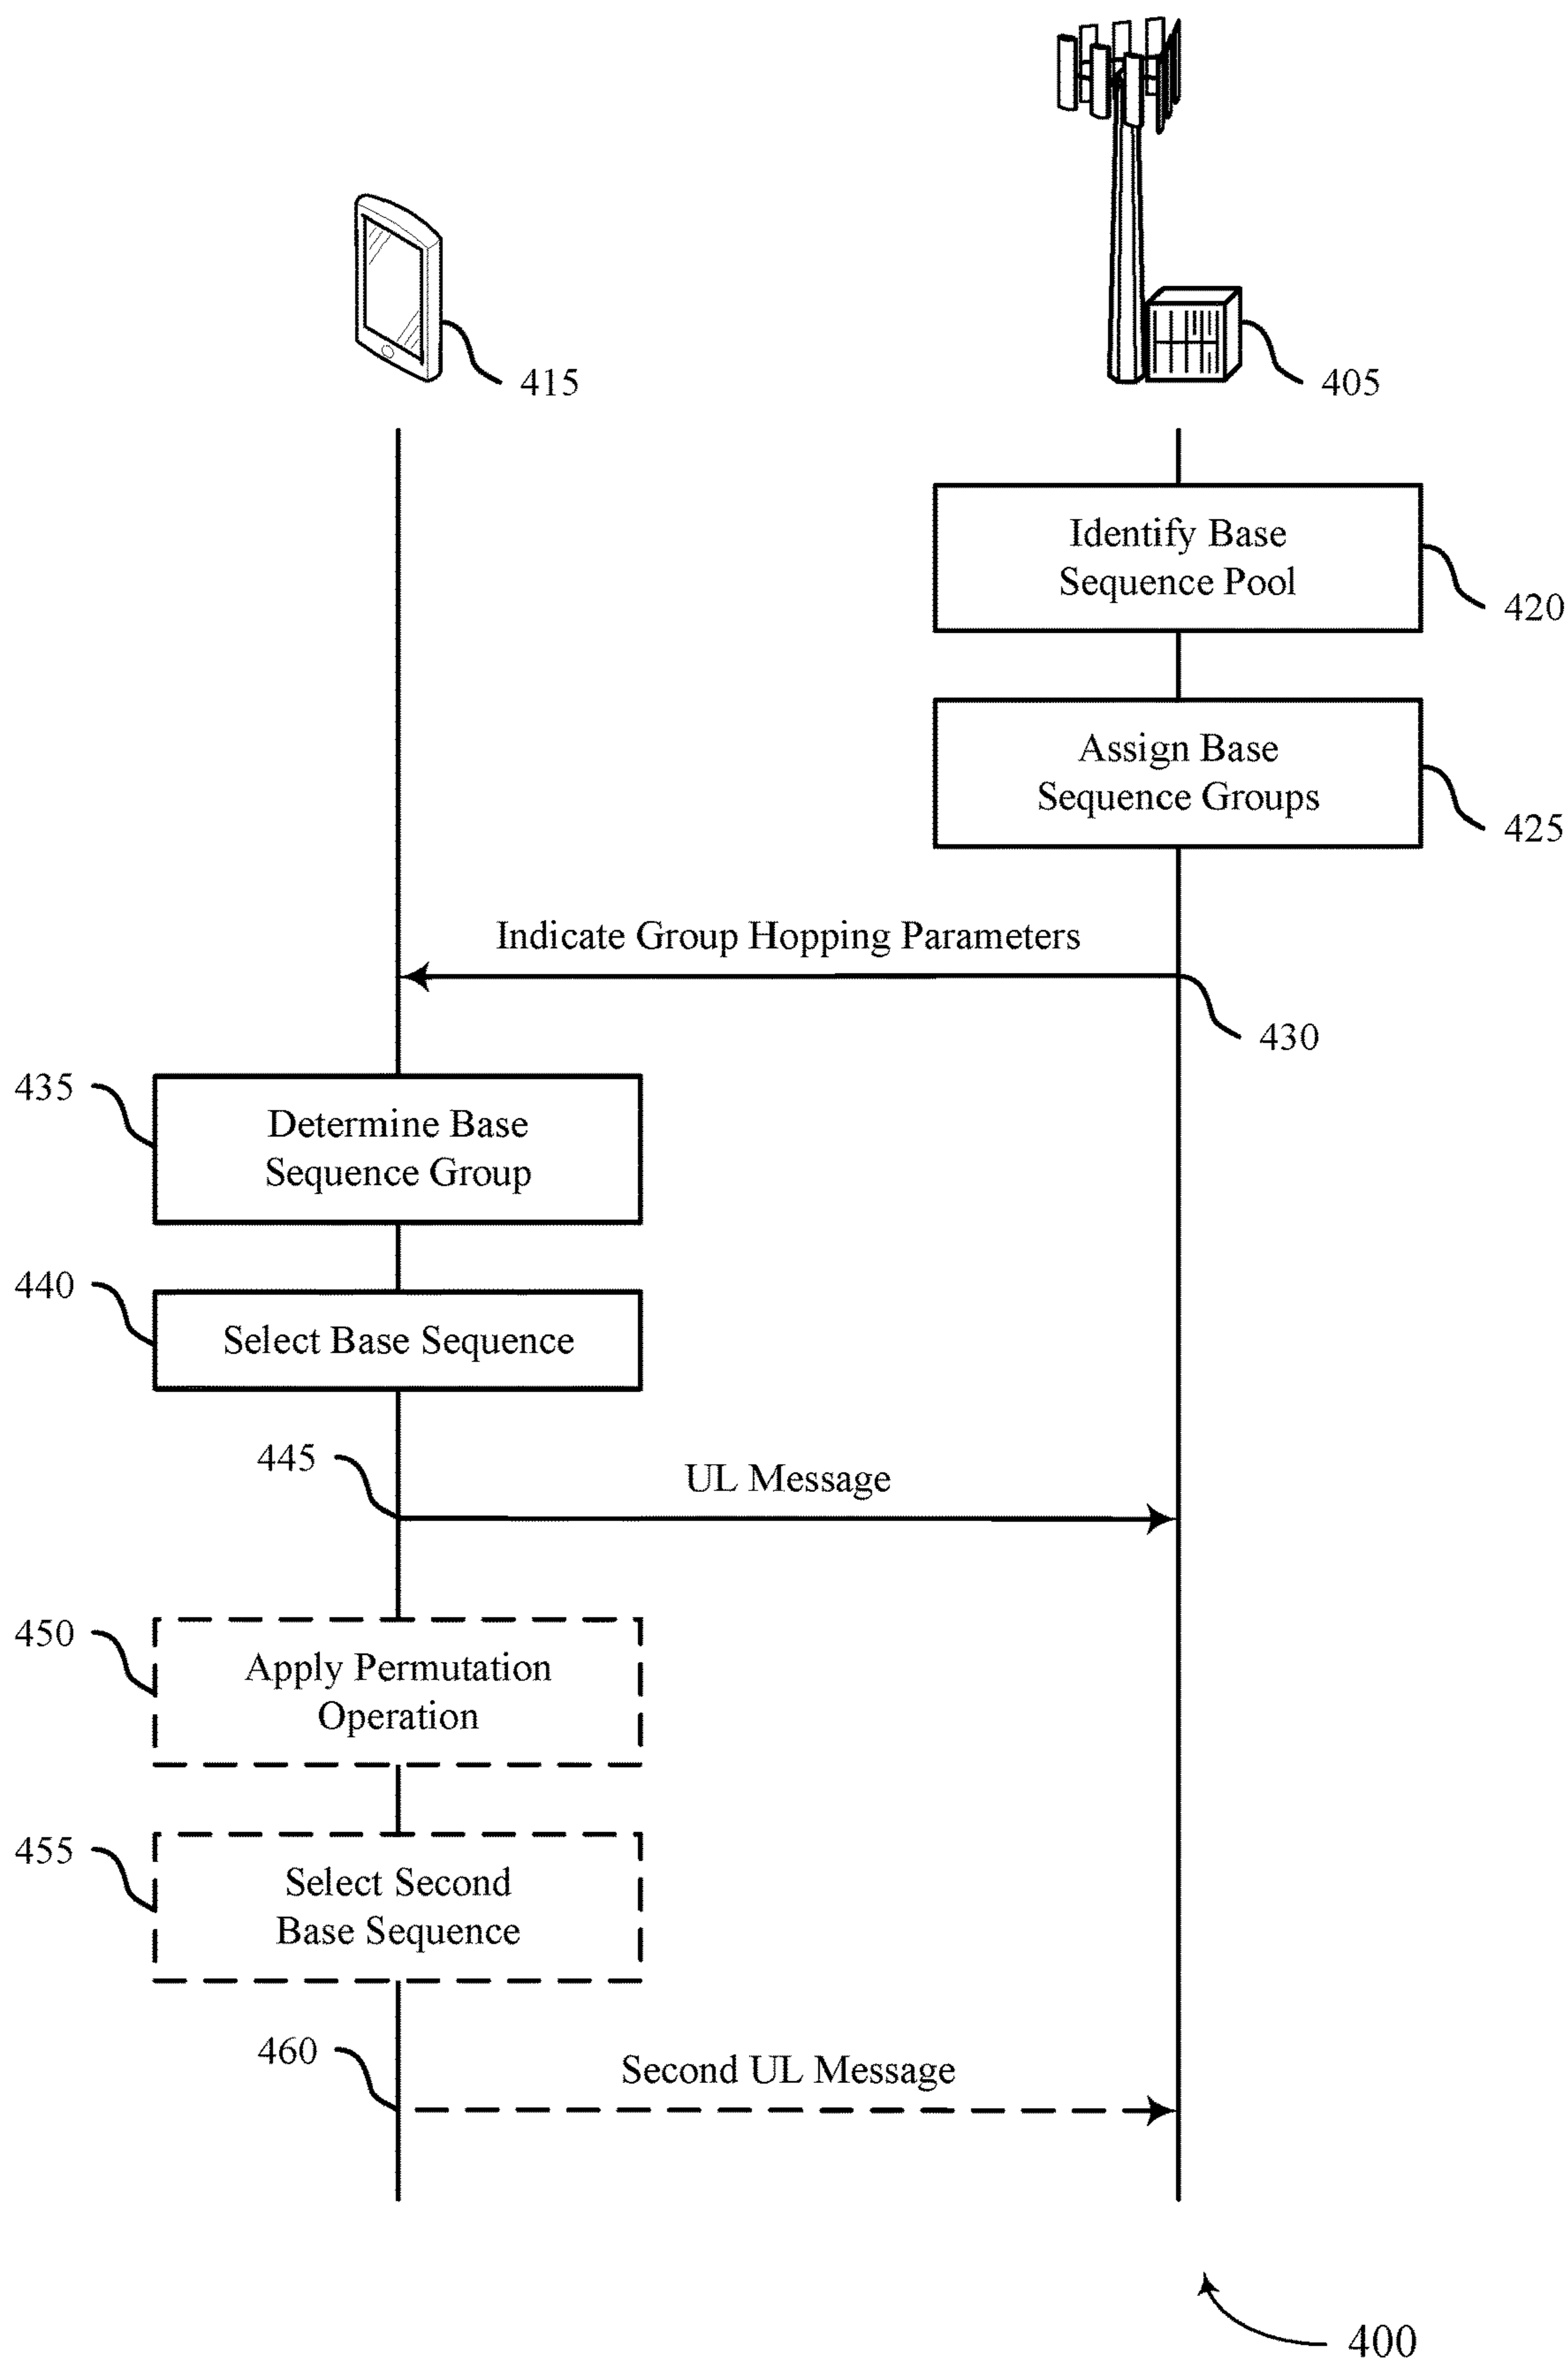 415
405
Identify Base
Sequence Pool
420
Assign Base
Sequence Groups
425
Indicate Group Hopping Parameters
430
435
Determine Base
Sequence Group
440
Select Base Sequence
445
UL Message
450
Apply Permutation
Operation
455
Select Second
Base Sequence
460
Second UL Message
400